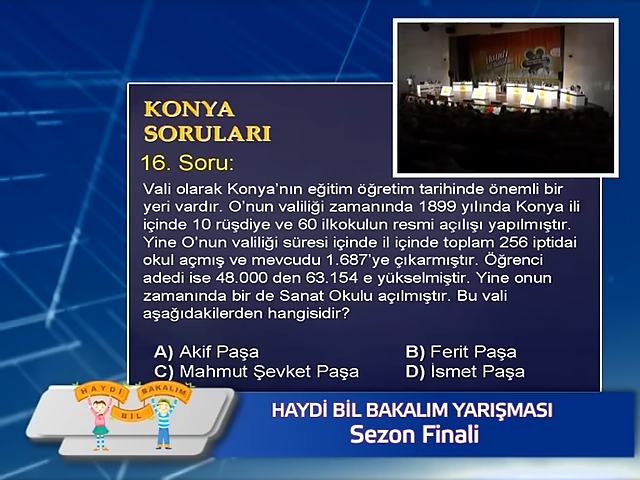 KONYA
SORULARI
16. Soru:
Vali olarak Konya'nın eğitim öğretim tarihinde önemli bir
yeri vardır. O'nun valiliği zamanında 1899 yılında Konya ili
içinde 10 rüşdiye ve 60 ilkokulun resmi açılışı yapılmıştır.
Yine O'nun valiliği süresi içinde il içinde toplam 256 iptidai
okul açmış ve mevcudu 1.687'ye çıkarmıştır. Öğrenci
adedi ise 48.000 den 63.154 e yükselmiştir. Yine onun
zamanında bir de Sanat Okulu açılmıştır. Bu vali
aşağıdakilerden hangisidir?
A) Akif Paşa
B) Ferit Paşa
C) Mahmut Şevket Paşa
D) İsmet Paşa
HAYDİ
BİL
BAKALIM
HAYDİ BİL BAKALIM YARIŞMASI
Sezon Finali